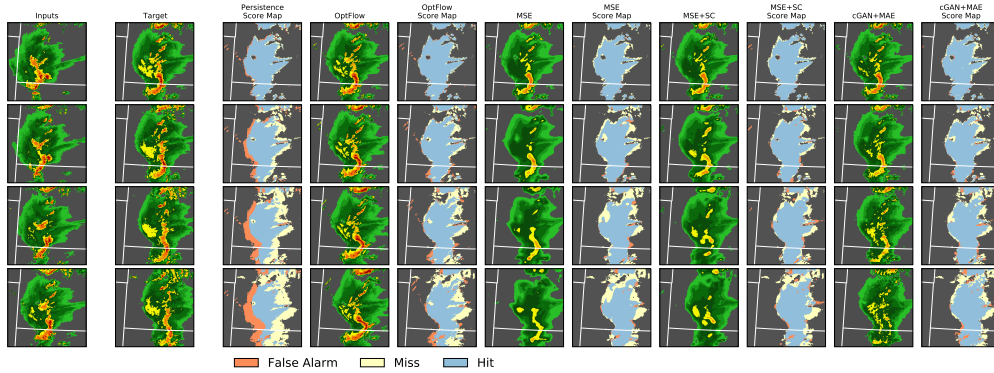 Inputs
Target
Persistence
Score Map
OptFlow
OptFlow
Score Map
MSE
MSE
Score Map
MSE+SC
MSE+SC
Score Map
cGAN+MAE
cGAN+MAE
Score Map
False Alarm
Miss
Hit